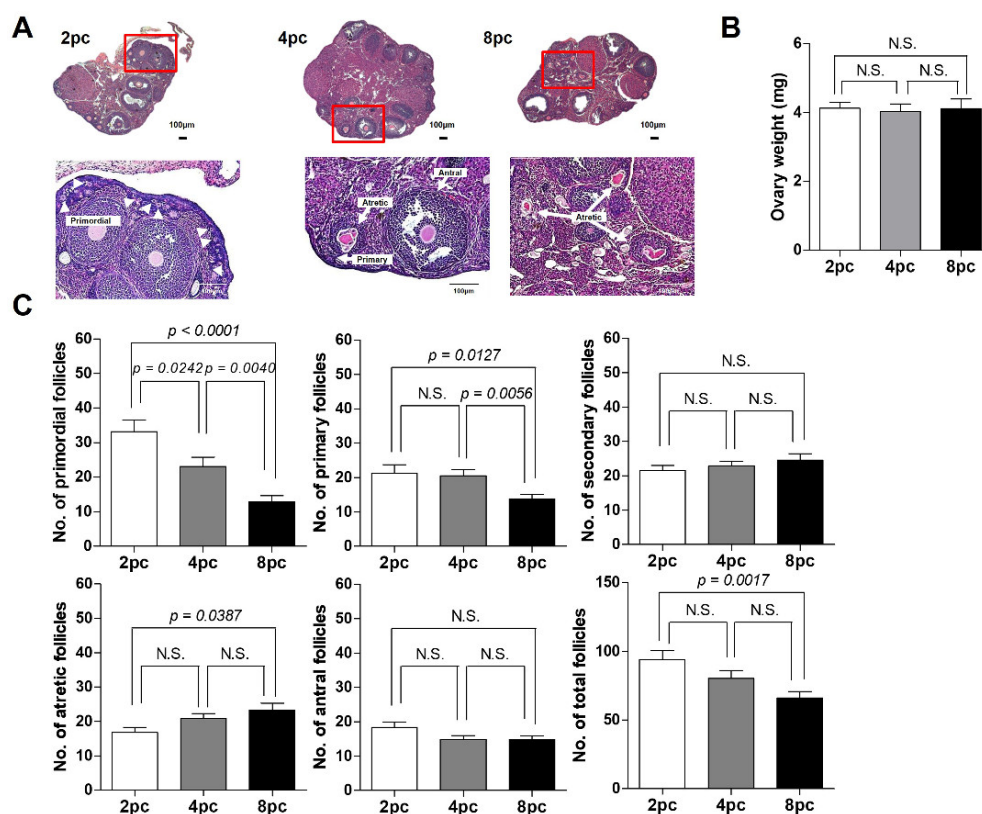 A
2pc
100µm
4pc
100µm
8pc
100µm
Primordial
100µm
Antral
Atretic
Primary
100µm
Atretic
100µm
B
Ovary weight (mg)
6
4
2
0
N.S.
N.S.
N.S.
2pc
4pc
8pc
C
No. of primordial follicles
60
50
40
30
20
10
0
p < 0.0001
p = 0.0242
p = 0.0040
2pc
4pc
8pc
No. of primary follicles
60
50
40
30
20
10
0
p = 0.0127
N.S.
p = 0.0056
2pc
4pc
8pc
No. of secondary follicles
60
50
40
30
20
10
0
N.S.
N.S.
N.S.
2pc
4pc
8pc
No. of atretic follicles
60
50
40
30
20
10
0
p = 0.0387
N.S.
N.S.
2pc
4pc
8pc
No. of antral follicles
60
50
40
30
20
10
0
N.S.
N.S.
N.S.
2pc
4pc
8pc
No. of total follicles
150
100
50
0
p = 0.0017
N.S.
N.S.
2pc
4pc
8pc